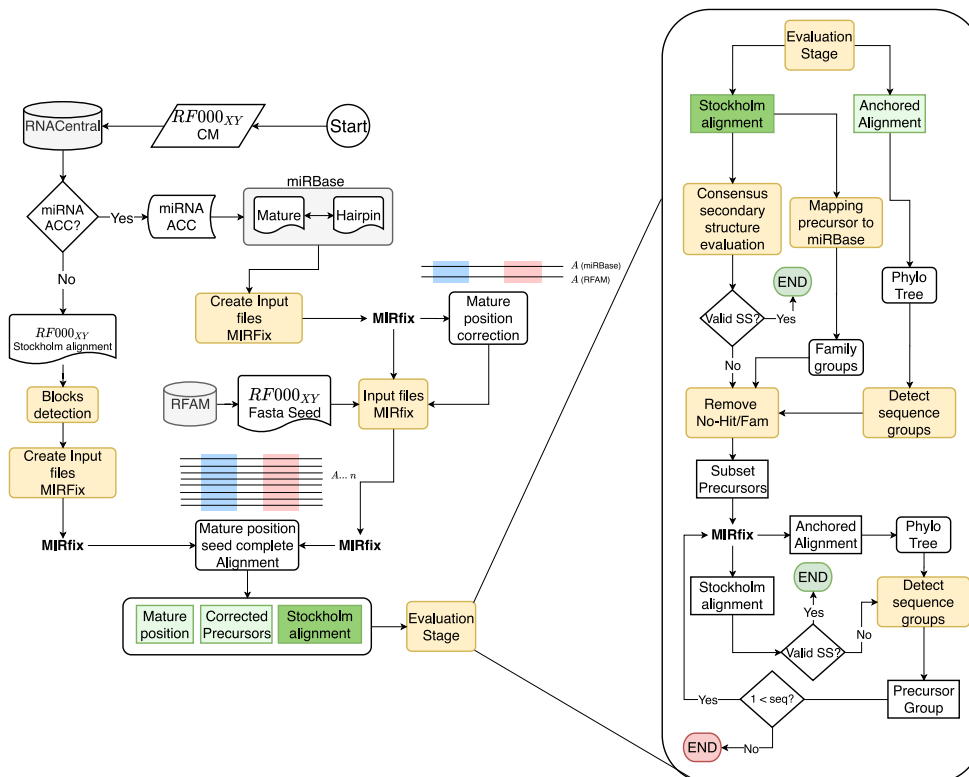 RNACentral
RF000XY
CM
Start
miRNA
ACC?
Yes
miRNA
ACC
miRBase
Mature
Hairpin
No
A (miRBase)
A (RFAM)
Create Input
files
MIRFix
MIRfix
Mature
position
correction
RF000XY
Stockholm alignment
Blocks
detection
RFAM
RF000XY
Fasta Seed
Input files
MIRfix
Create Input
files
MIRFix
A... n
MIRfix
Mature position
seed complete
Alignment
MIRfix
Mature
position
Corrected
Precursors
Stockholm
alignment
Evaluation
Stage
Evaluation
Stage
Stockholm
alignment
Anchored
Alignment
Consensus
secondary
structure
evaluation
Mapping
precursor to
miRBase
Phylo
Tree
END
Valid SS?
Yes
No
Family
groups
Remove
No-Hit/Fam
Detect
sequence
groups
Subset
Precursors
MIRfix
Anchored
Alignment
Phylo
Tree
Stockholm
alignment
END
Yes
Valid SS?
No
Detect
sequence
groups
Precursor
Group
1 < seq?
Yes
No
END